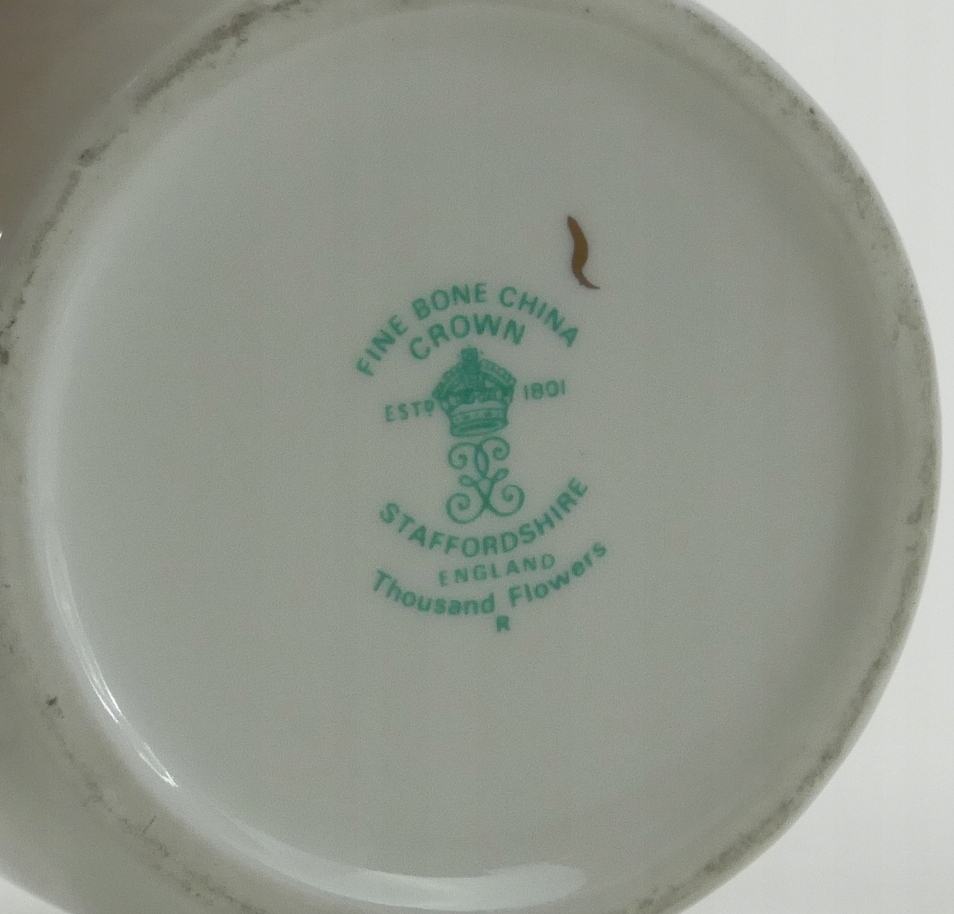 FINE BONE CHINA
CROWN
ESTD 1801
STAFFORDSHIRE
ENGLAND
Thousand Flowers
R